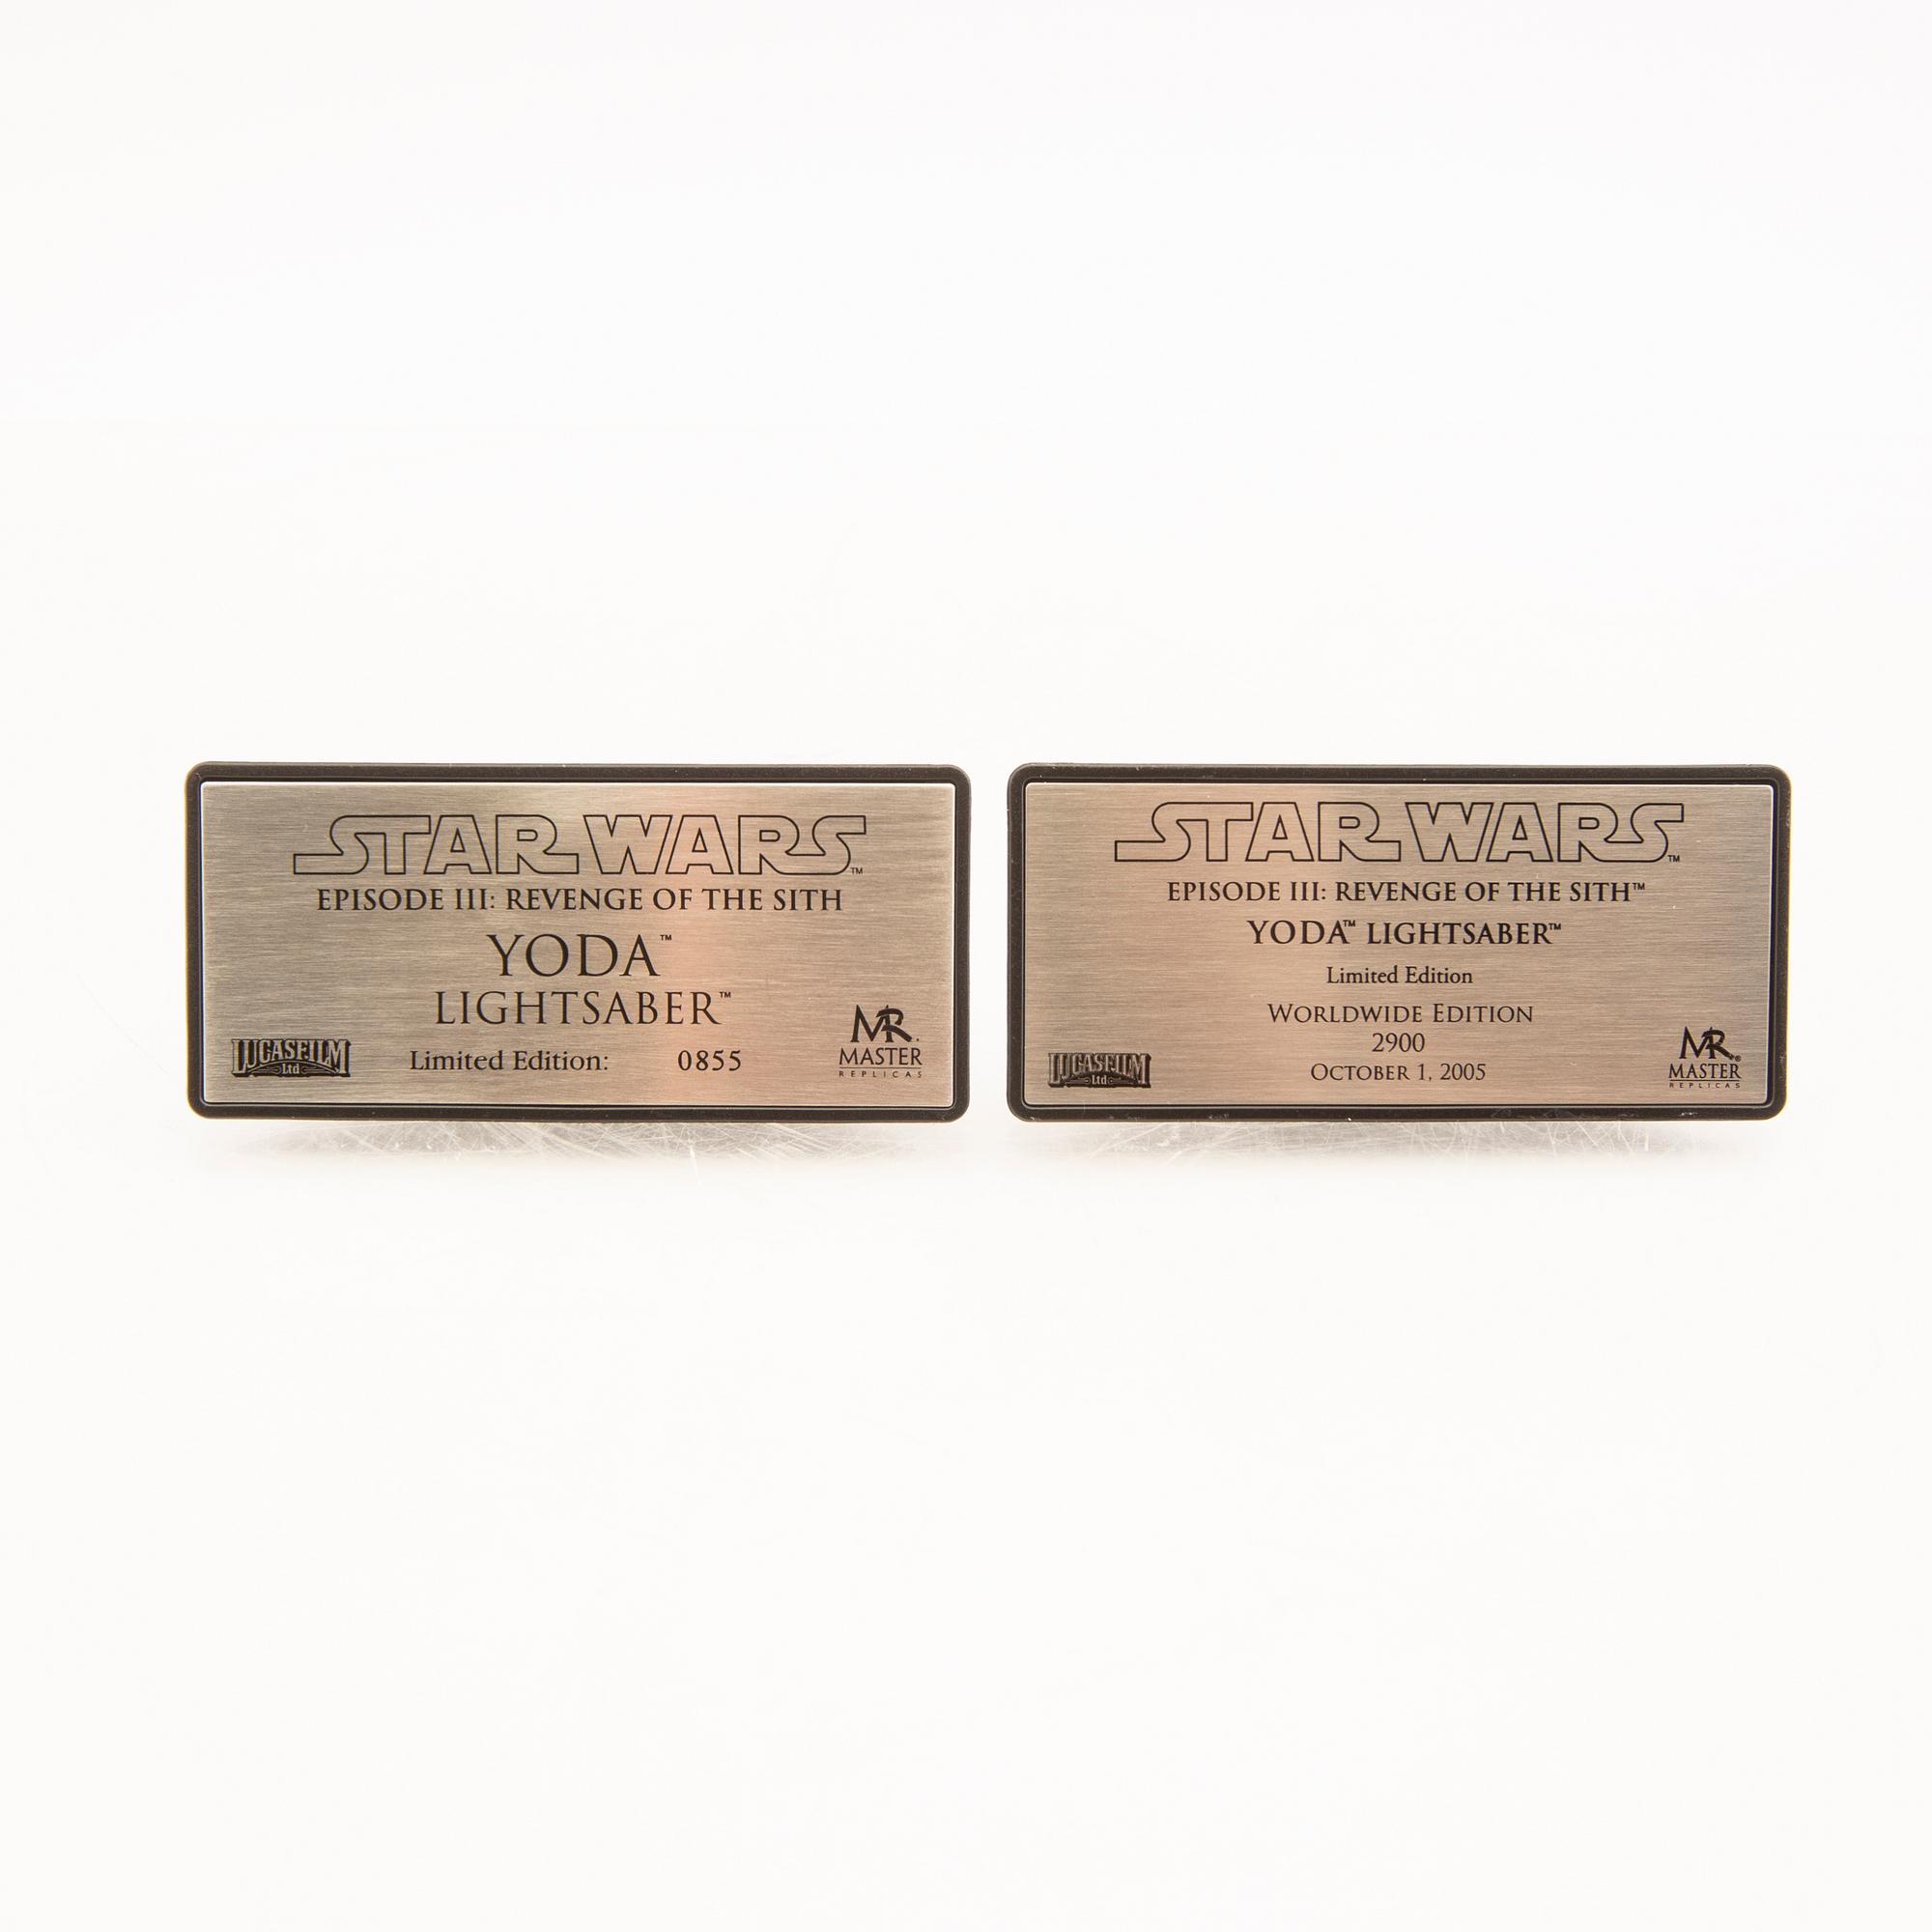 STAR WARS™
EPISODE III: REVENGE OF THE SITH
YODA™
LIGHTSABER™
LUCASFILM
Ltd
Limited Edition: 0855
MR.
MASTER
REPLICAS
STAR WARS™
EPISODE III: REVENGE OF THE SITH™
YODA™ LIGHTSABER™
Limited Edition
WORLDWIDE EDITION
2900
OCTOBER 1, 2005
LUCASFILM
Ltd
MR®
MASTER
REPLICAS